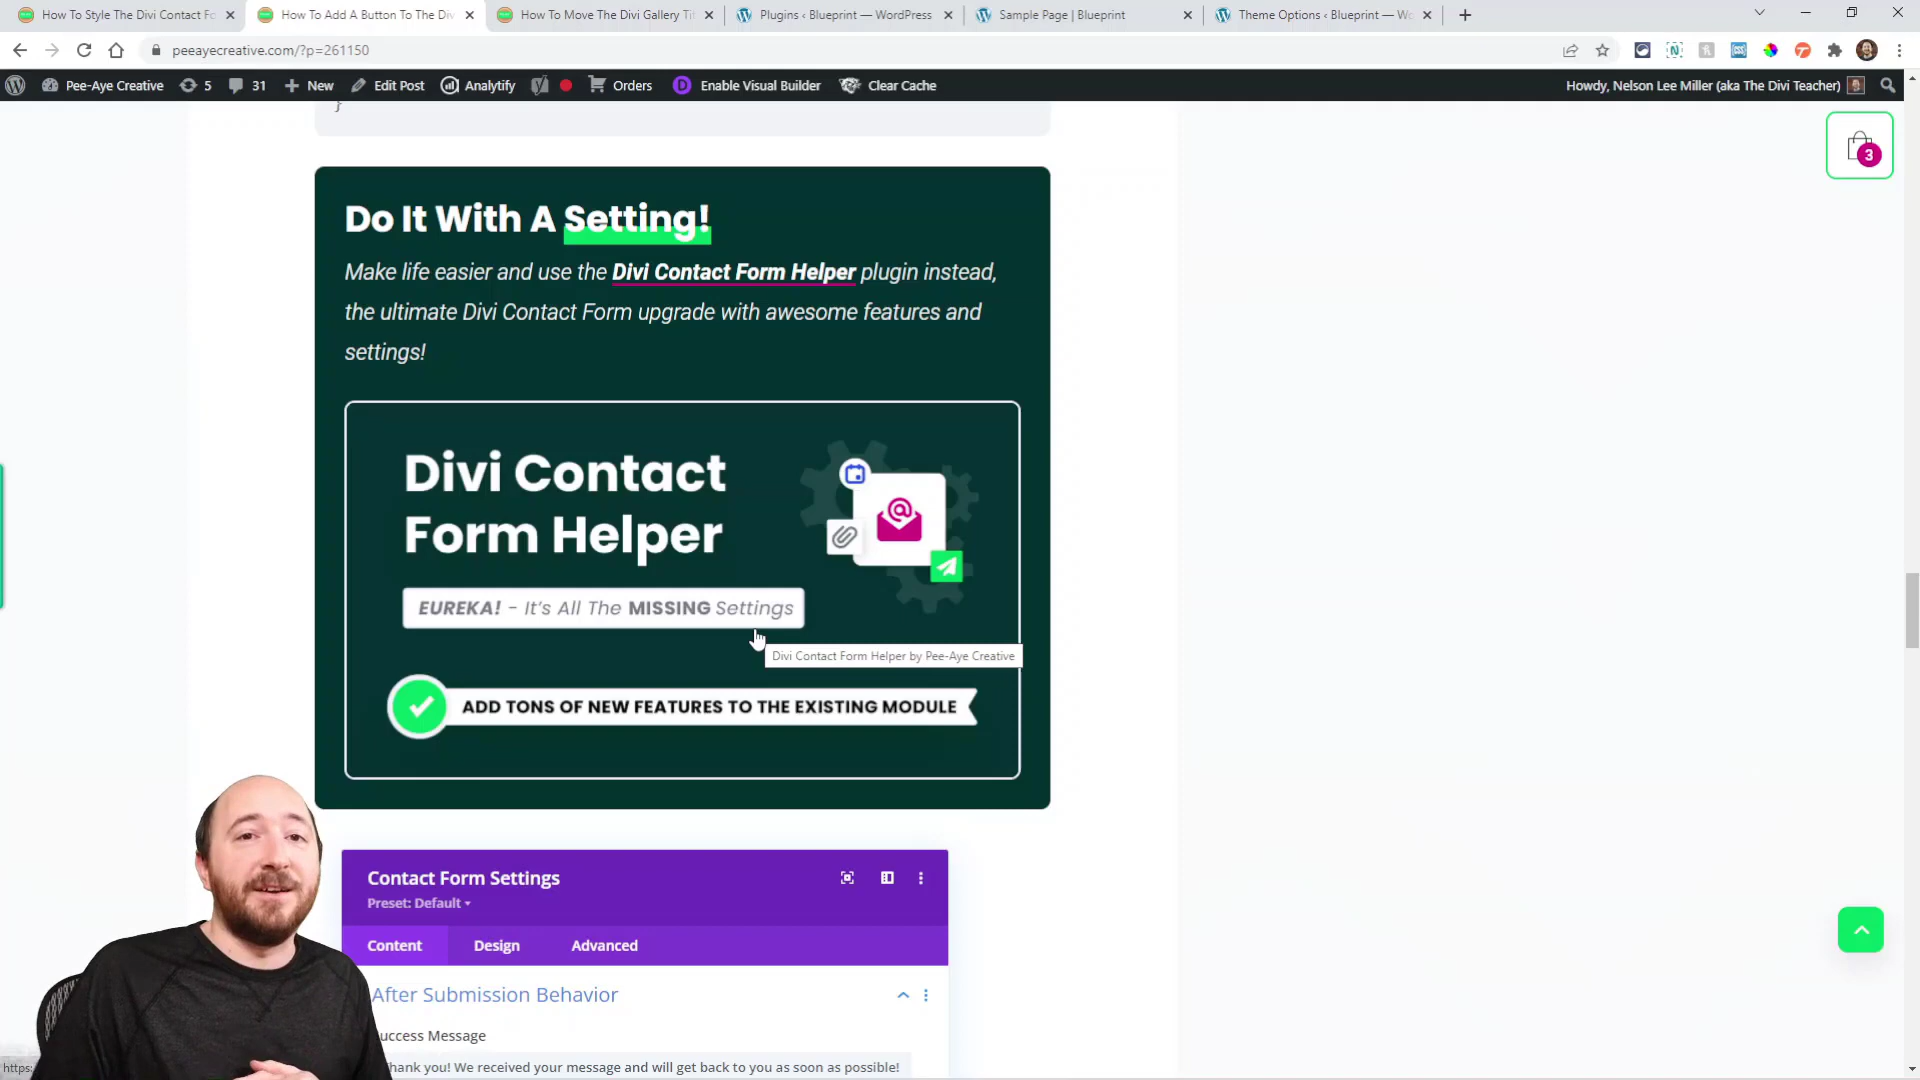 How To Style The Divi Contact Fo
How To Add A Button To The Div
How To Move The Divi Gallery Tit
Plugins ‹ Blueprint — WordPress
Sample Page | Blueprint
Theme Options ‹ Blueprint — Wo
peeayecreative.com/?p=261150
Pee-Aye Creative
5
31
New
Edit Post
Analytify
Orders
Enable Visual Builder
Clear Cache
Howdy, Nelson Lee Miller (aka The Divi Teacher)
}
3
Do It With A Setting!
Make life easier and use the Divi Contact Form Helper plugin instead,
the ultimate Divi Contact Form upgrade with awesome features and
settings!
Divi Contact
Form Helper
EUREKA! - It's All The MISSING Settings
Divi Contact Form Helper by Pee-Aye Creative
ADD TONS OF NEW FEATURES TO THE EXISTING MODULE
Contact Form Settings
Preset: Default
Content
Design
Advanced
After Submission Behavior
uccess Message
hank you! We received your message and will get back to you as soon as possible!
https: